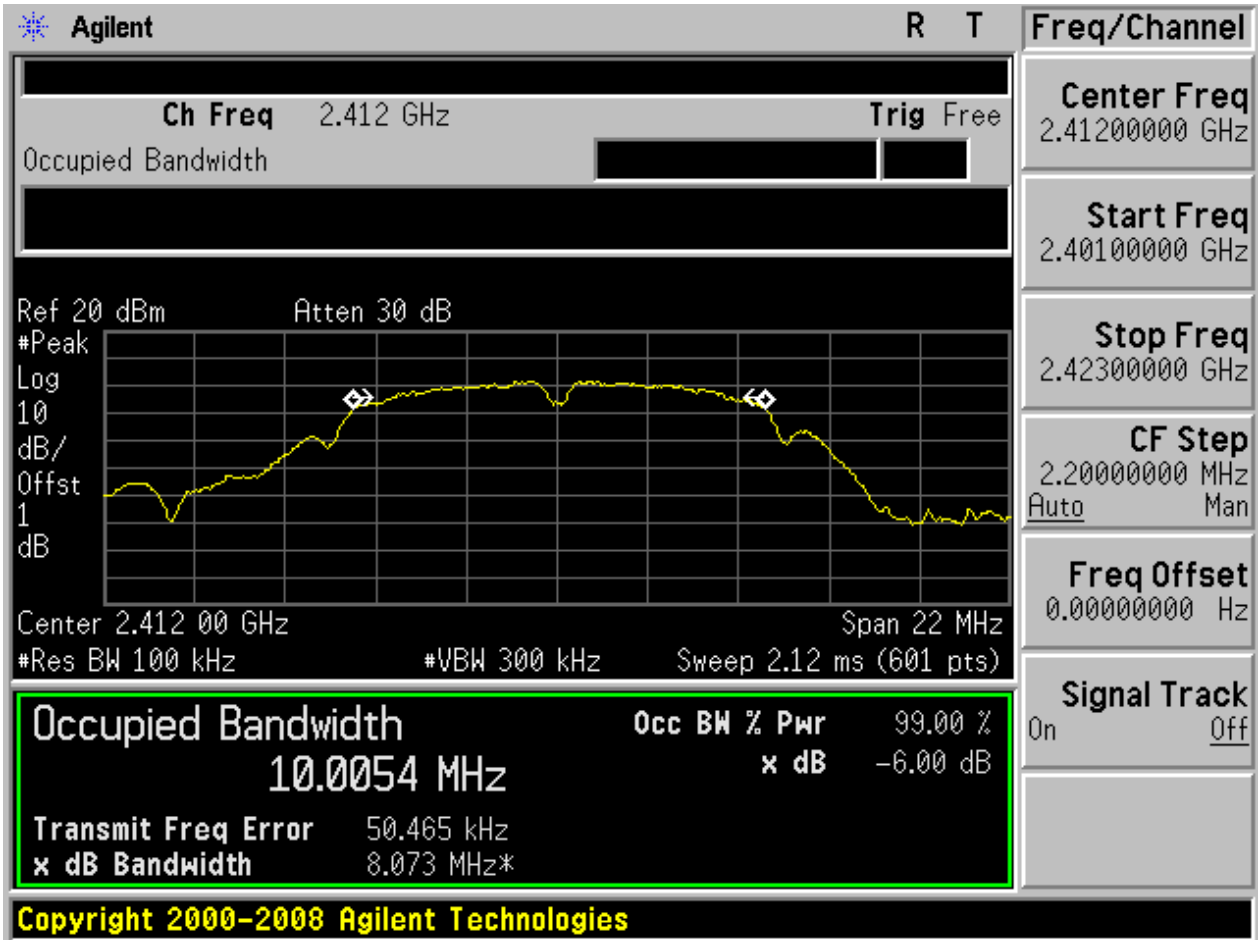 Agilent R T
Ch Freq 2.412 GHz Trig Free
Occupied Bandwidth
Ref 20 dBm Atten 30 dB
#Peak
Log
10
dB/
Offst
1
dB
Center 2.412 00 GHz Span 22 MHz
#Res BW 100 kHz #VBW 300 kHz Sweep 2.12 ms (601 pts)
Occupied Bandwidth
10.0054 MHz
Occ BW % Pwr 99.00 %
x dB -6.00 dB
Transmit Freq Error 50.465 kHz
x dB Bandwidth 8.073 MHz*
Copyright 2000-2008 Agilent Technologies
Freq/Channel
Center Freq
2.41200000 GHz
Start Freq
2.40100000 GHz
Stop Freq
2.42300000 GHz
CF Step
2.20000000 MHz
Auto Man
Freq Offset
0.00000000 Hz
Signal Track
On Off